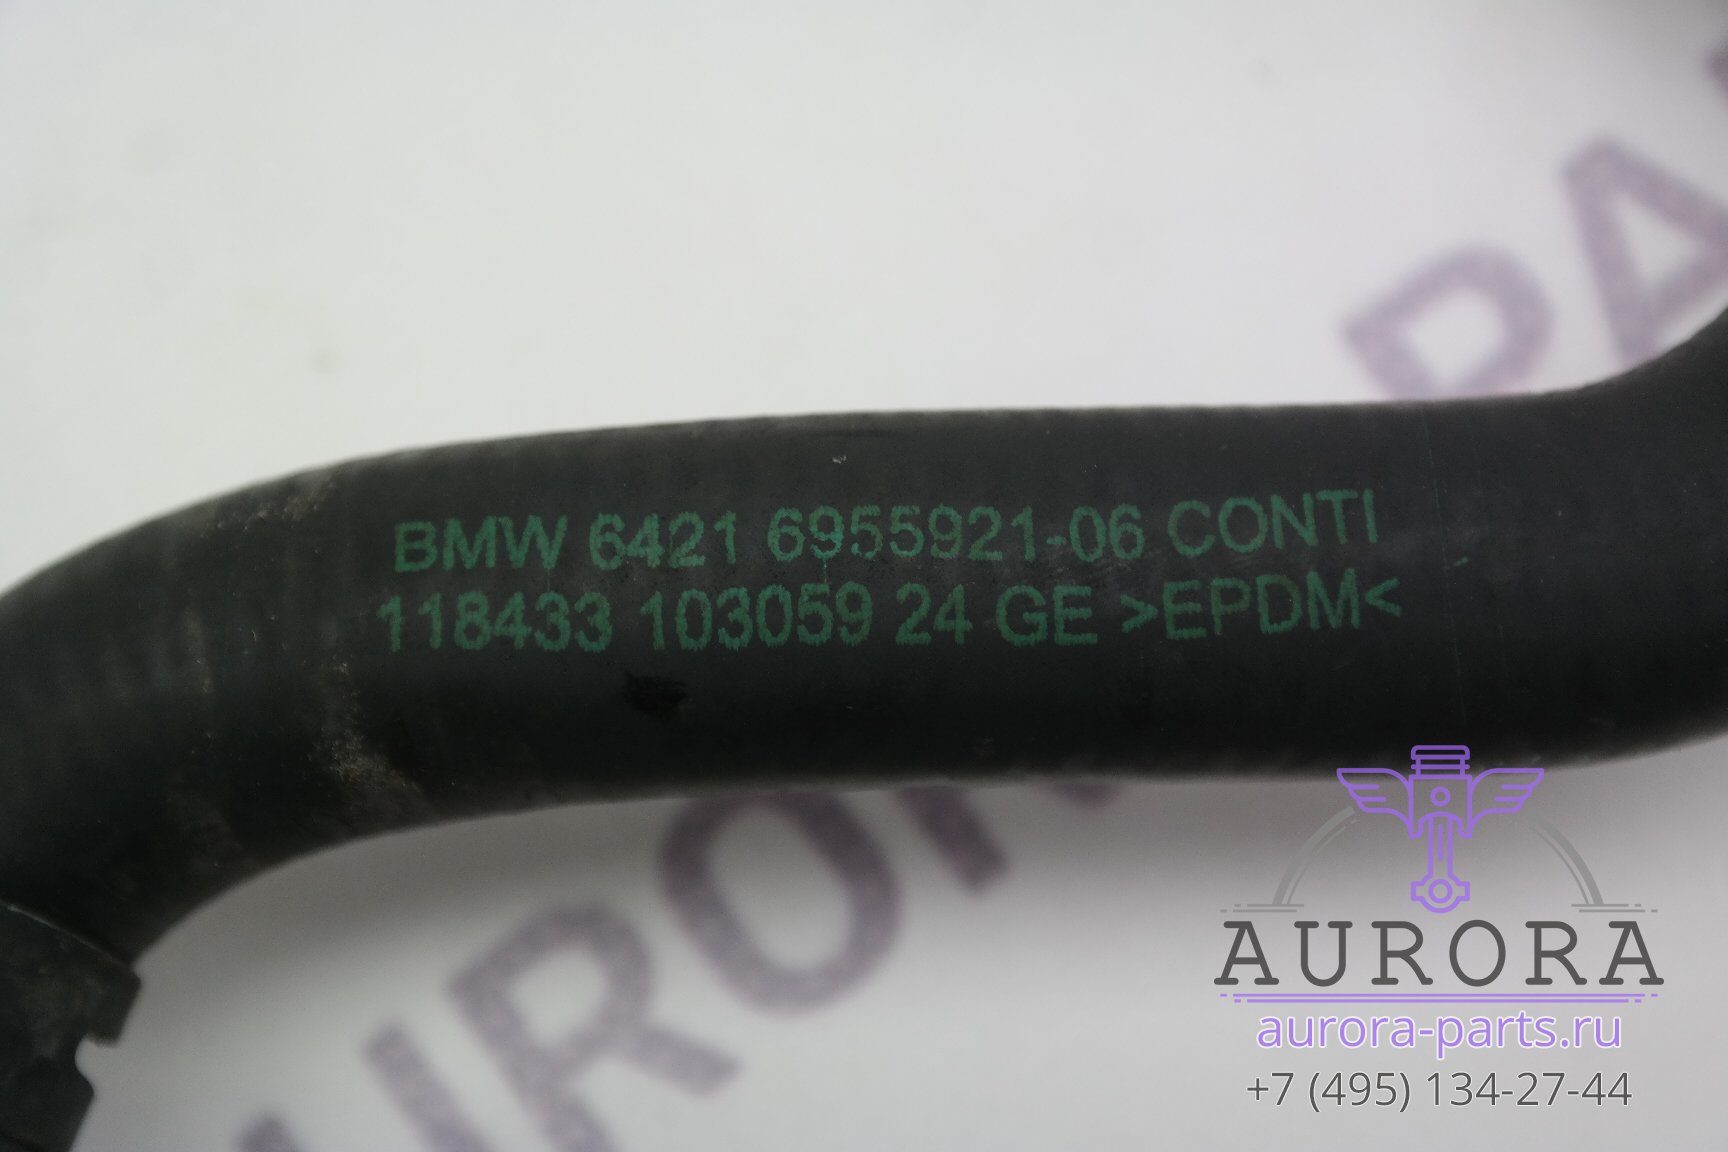 BMW 6421 6955921-06 CONTI
118433 103059 24 GE >EPDM<
AURORA
aurora-parts.ru
+7 (495) 134-27-44